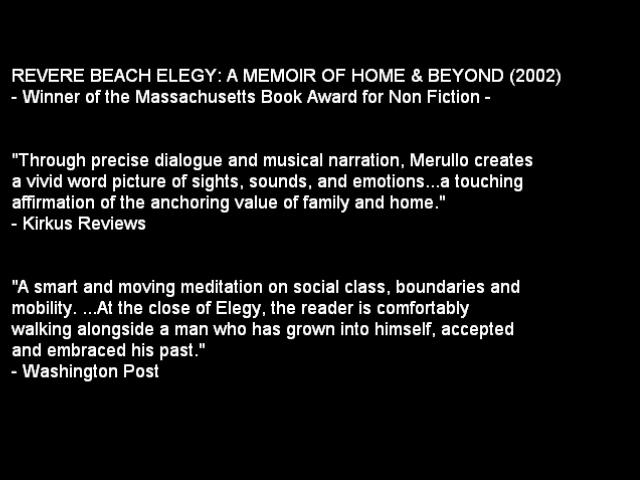 REVERE BEACH ELEGY: A MEMOIR OF HOME & BEYOND (2002)
- Winner of the Massachusetts Book Award for Non Fiction -
"Through precise dialogue and musical narration, Merullo creates
a vivid word picture of sights, sounds, and emotions...a touching
affirmation of the anchoring value of family and home."
- Kirkus Reviews
"A smart and moving meditation on social class, boundaries and
mobility. ...At the close of Elegy, the reader is comfortably
walking alongside a man who has grown into himself, accepted
and embraced his past."
- Washington Post